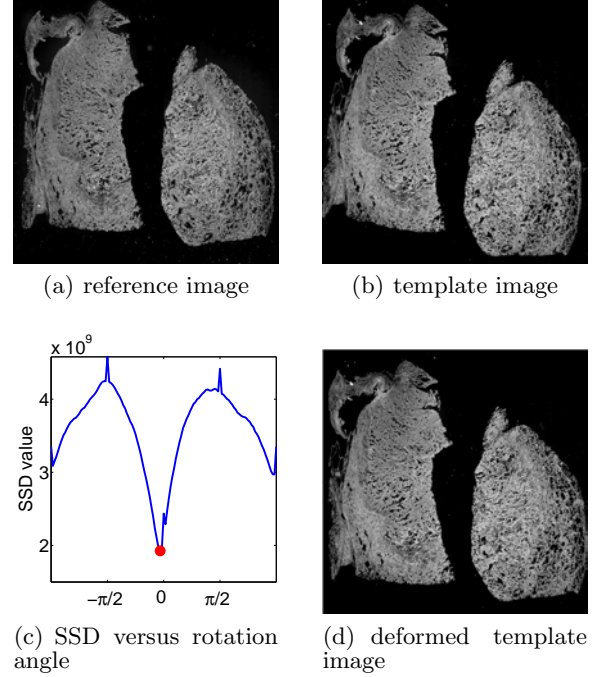 (a) reference image
(b) template image
x 10⁹
4
3
2
SSD value
−π/2
0
π/2
(c) SSD versus rotation
angle
(d) deformed template
image